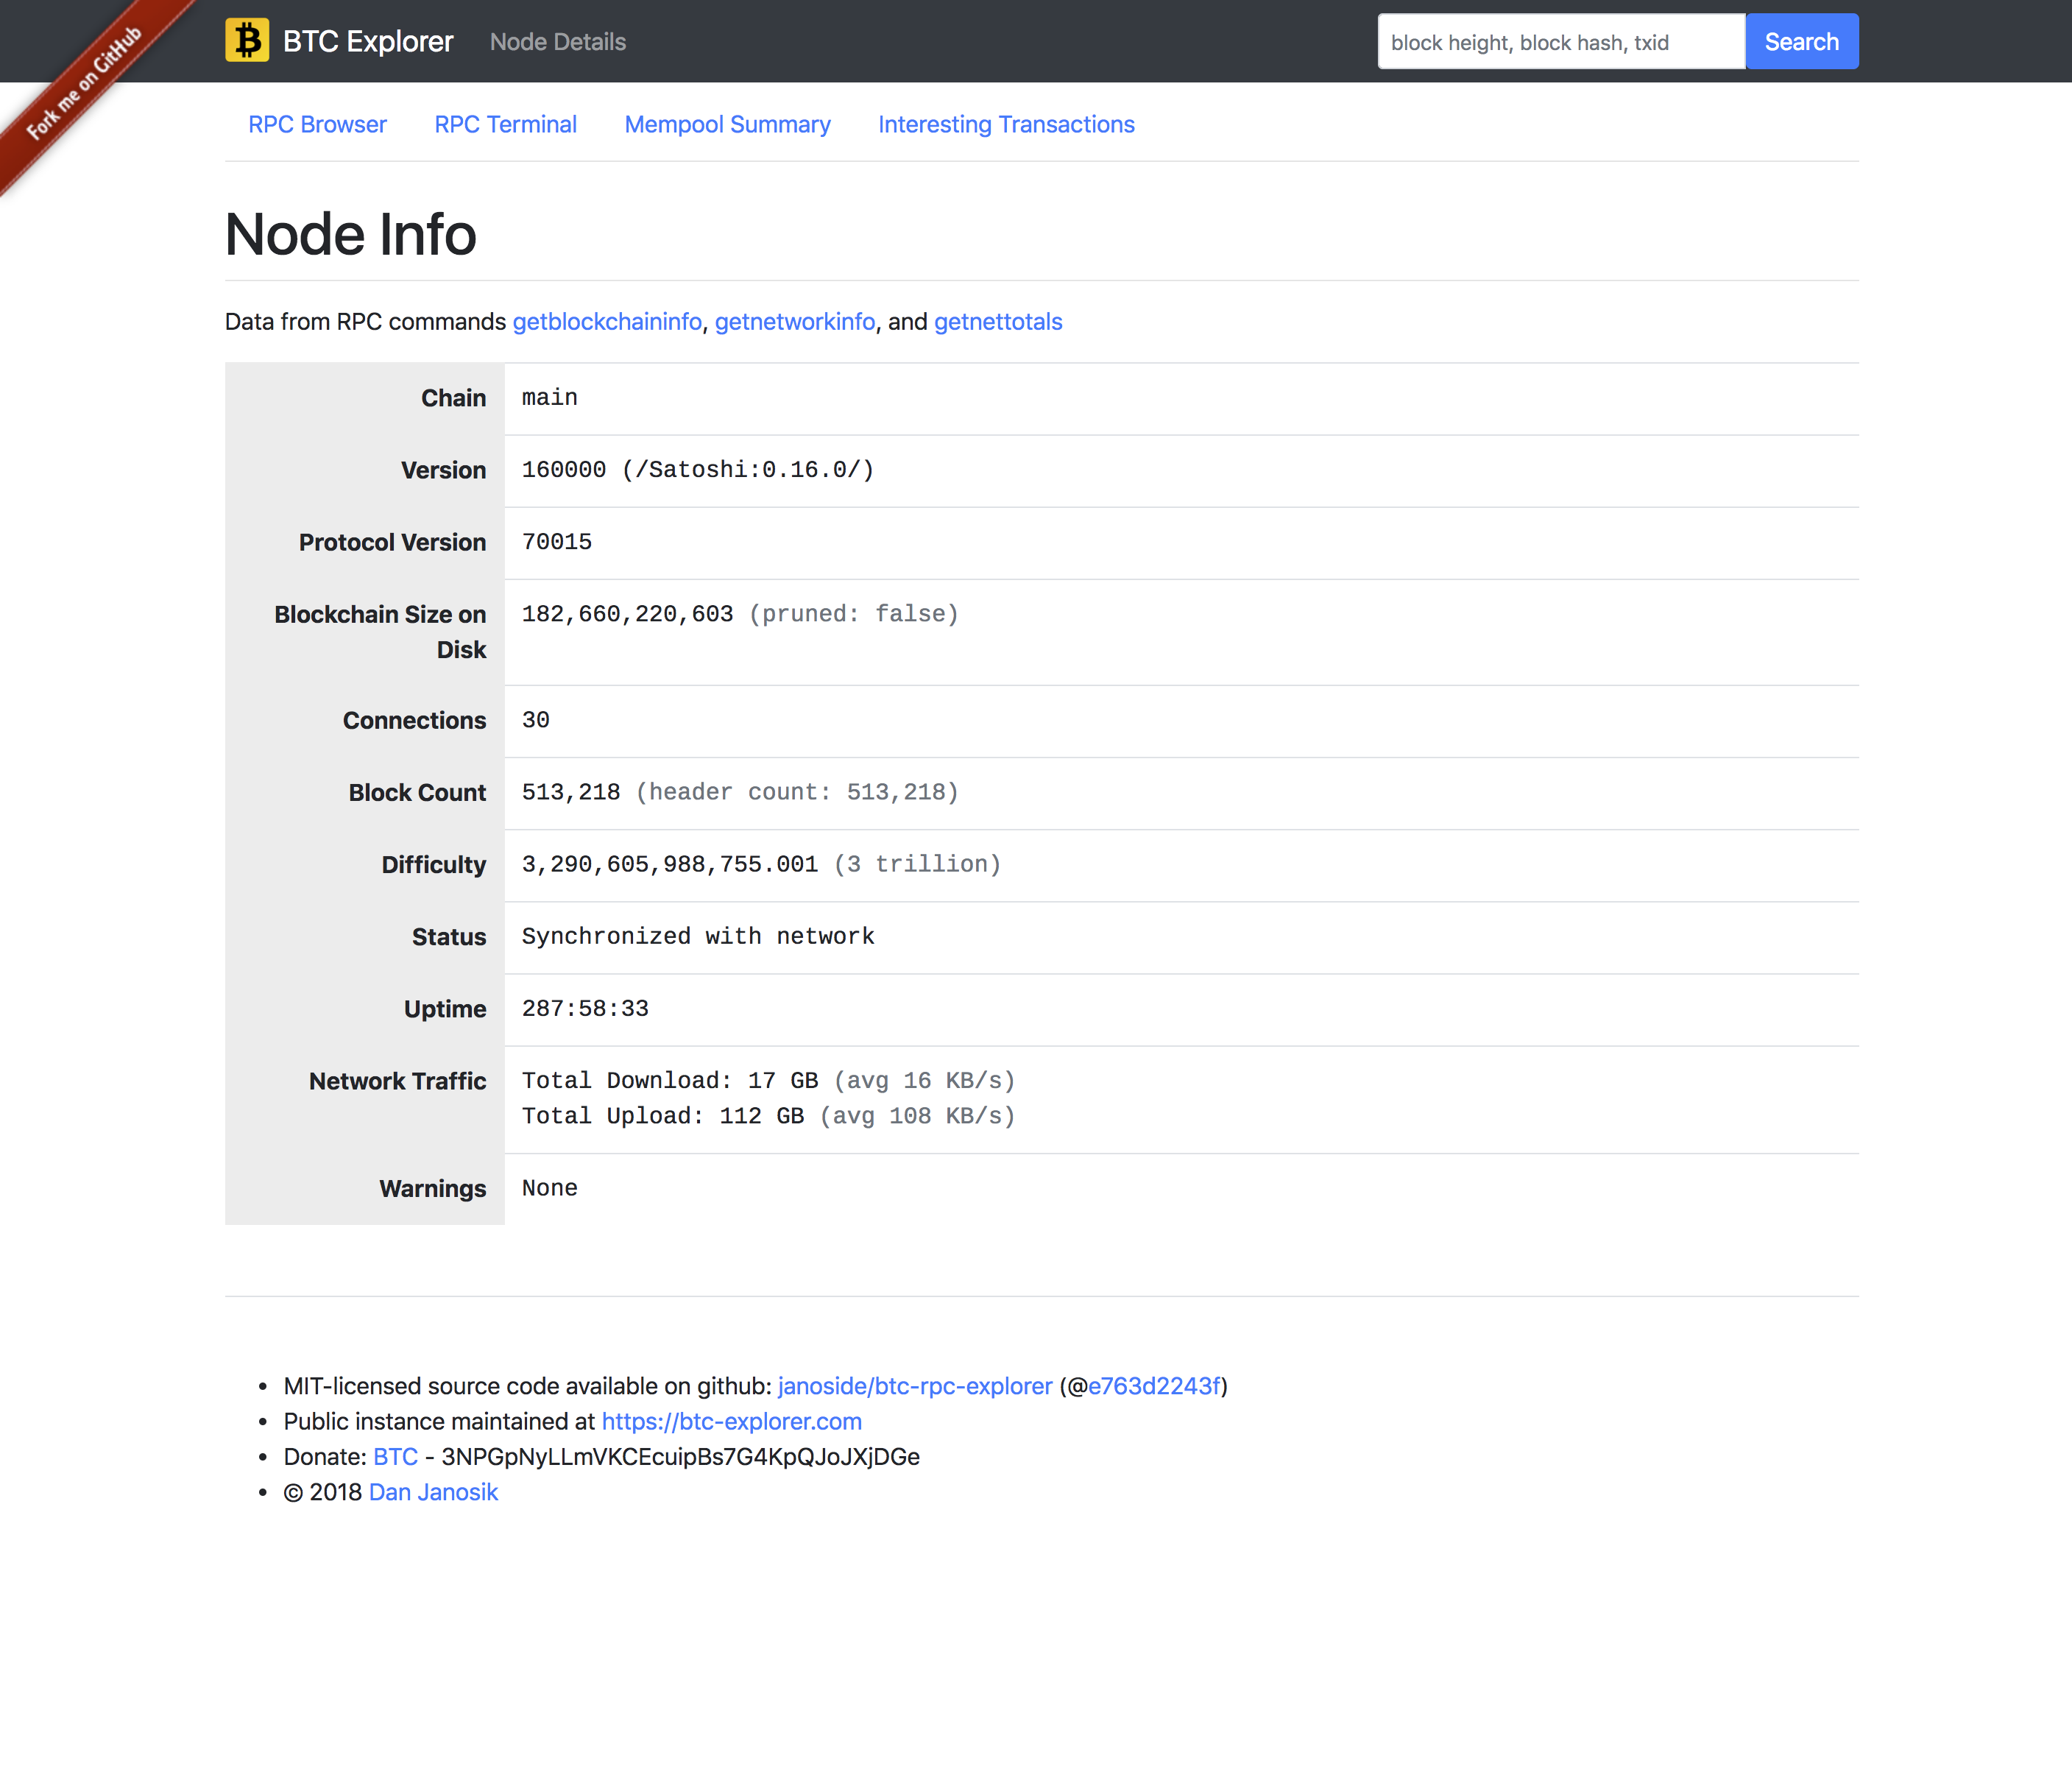 Fork me on GitHub
BTC Explorer Node Details block height, block hash, txid Search
RPC Browser RPC Terminal Mempool Summary Interesting Transactions
Node Info
Data from RPC commands getblockchaininfo, getnetworkinfo, and getnettotals
Chain main
Version 160000 (/Satoshi:0.16.0/)
Protocol Version 70015
Blockchain Size on 182,660,220,603 (pruned: false)
Disk
Connections 30
Block Count 513,218 (header count: 513,218)
Difficulty 3,290,605,988,755.001 (3 trillion)
Status Synchronized with network
Uptime 287:58:33
Network Traffic Total Download: 17 GB (avg 16 KB/s)
Total Upload: 112 GB (avg 108 KB/s)
Warnings None
• MIT-licensed source code available on github: janoside/btc-rpc-explorer (@e763d2243f)
• Public instance maintained at https://btc-explorer.com
• Donate: BTC - 3NPGpNyLLmVKCEcuipBs7G4KpQJoJXjDGe
• © 2018 Dan Janosik